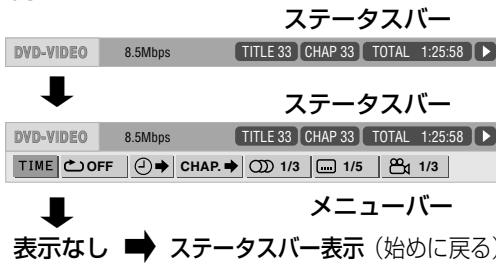 ステータスバー
DVD-VIDEO 8.5Mbps TITLE 33 CHAP 33 TOTAL 1:25:58
ステータスバー
DVD-VIDEO 8.5Mbps TITLE 33 CHAP 33 TOTAL 1:25:58
TIME OFF CHAP. 1/3 1/5 1/3
メニューバー
表示なし ステータスバー表示（始めに戻る）